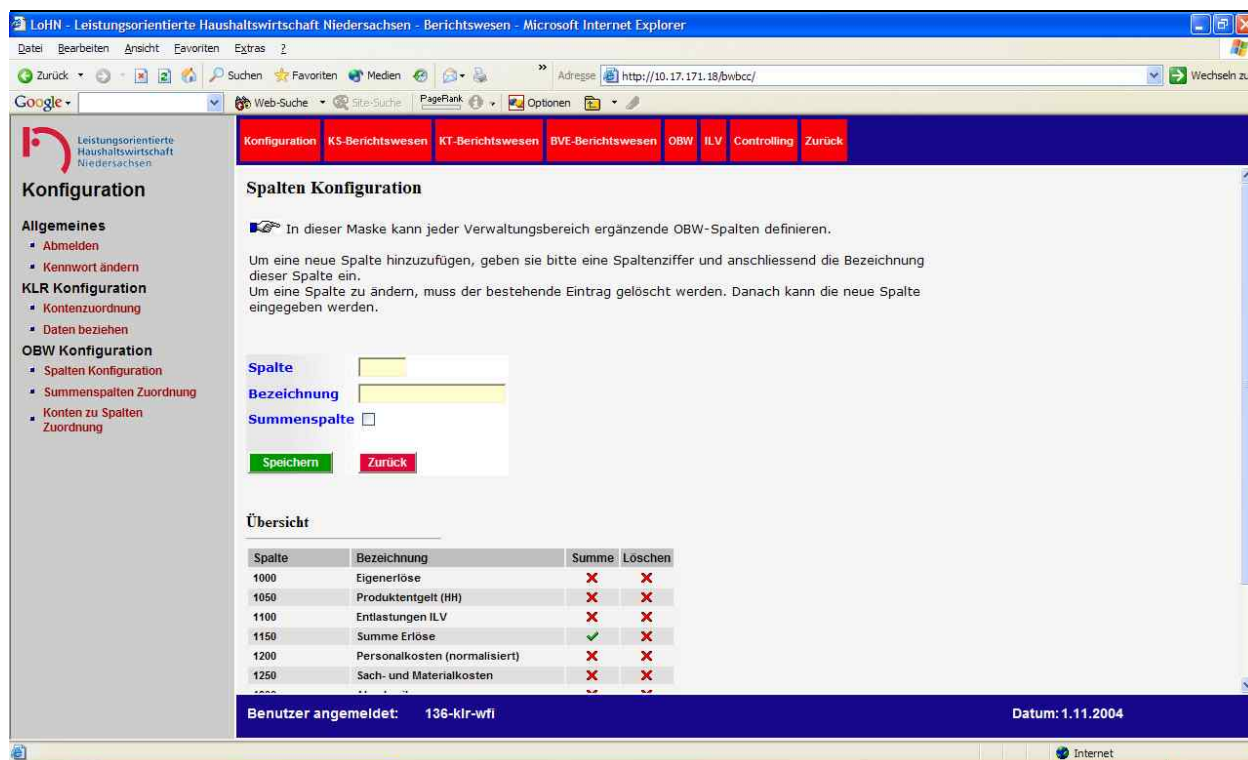 LoHN - Leistungsorientierte Haushaltswirtschaft Niedersachsen - Berichtswesen - Microsoft Internet Explorer
Datei Bearbeiten Ansicht Favoriten Extras ?
Zurück Suchen Favoriten Medien » Adresse http://10.17.171.18/bwbcc/ Wechseln zu
Google Web-Suche Site-Suche PageRank Optionen
Leistungsorientierte
Haushaltswirtschaft
Niedersachsen
Konfiguration KS-Berichtswesen KT-Berichtswesen BVE-Berichtswesen OBW ILV Controlling Zurück
Konfiguration
Allgemeines
Abmelden
Kennwort ändern
KLR Konfiguration
Kontenzuordnung
Daten beziehen
OBW Konfiguration
Spalten Konfiguration
Summenspalten Zuordnung
Konten zu Spalten
Zuordnung
Spalten Konfiguration
In dieser Maske kann jeder Verwaltungsbereich ergänzende OBW-Spalten definieren.
Um eine neue Spalte hinzuzufügen, geben sie bitte eine Spaltenziffer und anschliessend die Bezeichnung
dieser Spalte ein.
Um eine Spalte zu ändern, muss der bestehende Eintrag gelöscht werden. Danach kann die neue Spalte
eingegeben werden.
Spalte
Bezeichnung
Summenspalte
Speichern Zurück
Übersicht
Spalte Bezeichnung Summe Löschen
1000 Eigenerlöse
1050 Produktentgelt (HH)
1100 Entlastungen ILV
1150 Summe Erlöse
1200 Personalkosten (normalisiert)
1250 Sach- und Materialkosten
Benutzer angemeldet: 136-klr-wfi Datum: 1.11.2004
Internet